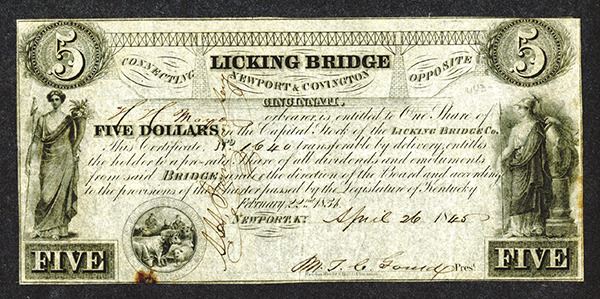 5 LICKING BRIDGE 5
CONNECTING NEWPORT & COVINGTON OPPOSITE
CINCINNATI.
or bearer, is entitled to One Share of
FIVE DOLLARS in the Capital Stock of the LICKING BRIDGE Co.
This Certificate No 1640 transferable by delivery, entitles
the holder to a pro-rata share of all dividends and emoluments
from said BRIDGE, under the direction of the Board and according
to the provisions of the Charter passed by the Legislature of Kentucky
February 22nd 1834
NEWPORT, Ky. April 26 1845
FIVE FIVE
M. T. C. Gould Prest.